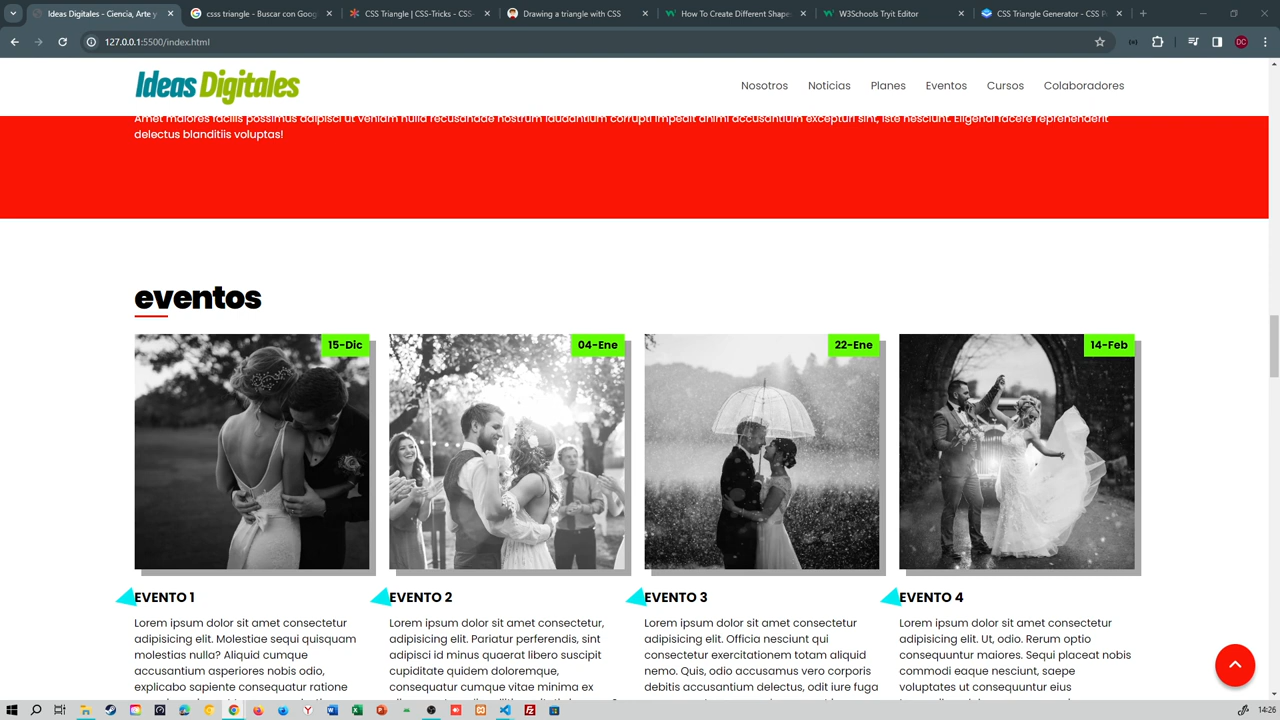 Ideas Digitales - Ciencia, Arte y
csss triangle - Buscar con Goog
CSS Triangle | CSS-Tricks - CSS-
Drawing a triangle with CSS
How To Create Different Shape
W3Schools Tryit Editor
CSS Triangle Generator - CSS P
127.0.0.1:5500/index.html
DC
Ideas Digitales
Nosotros
Noticias
Planes
Eventos
Cursos
Colaboradores
Amet maiores facilis possimus adipisci ut veniam nulla recusandae nostrum laudantium corrupti impedit animi accusantium excepturi sint, iste nesciunt. Eligendi facere reprehenderit
delectus blanditiis voluptas!
eventos
15-Dic
04-Ene
22-Ene
14-Feb
EVENTO 1
Lorem ipsum dolor sit amet consectetur
adipisicing elit. Molestiae sequi quisquam
molestias nulla? Aliquid cumque
accusantium asperiores nobis odio,
explicabo sapiente consequatur ratione
EVENTO 2
Lorem ipsum dolor sit amet consectetur,
adipisicing elit. Pariatur perferendis, sint
adipisci id minus quaerat libero suscipit
cupiditate quidem doloremque,
consequatur cumque vitae minima ex
EVENTO 3
Lorem ipsum dolor sit amet consectetur
adipisicing elit. Officia nesciunt qui
consectetur exercitationem totam aliquid
nemo. Quis, odio accusamus vero corporis
debitis accusantium delectus, odit iure fuga
EVENTO 4
Lorem ipsum dolor sit amet consectetur
adipisicing elit. Ut, odio. Rerum optio
consequuntur maiores. Sequi placeat nobis
commodi eaque nesciunt, saepe
voluptates ut consequuntur eius
14:26